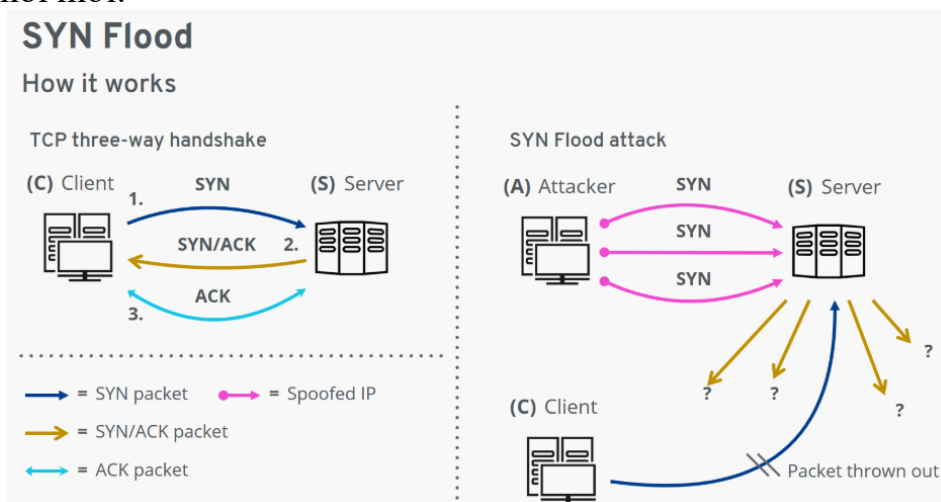 SYN Flood
How it works
TCP three-way handshake
(C) Client
SYN
(S) Server
1.
SYN/ACK
2.
ACK
3.
= SYN packet
= Spoofed IP
= SYN/ACK packet
= ACK packet
SYN Flood attack
(A) Attacker
SYN
(S) Server
SYN
SYN
?
?
?
?
(C) Client
Packet thrown out